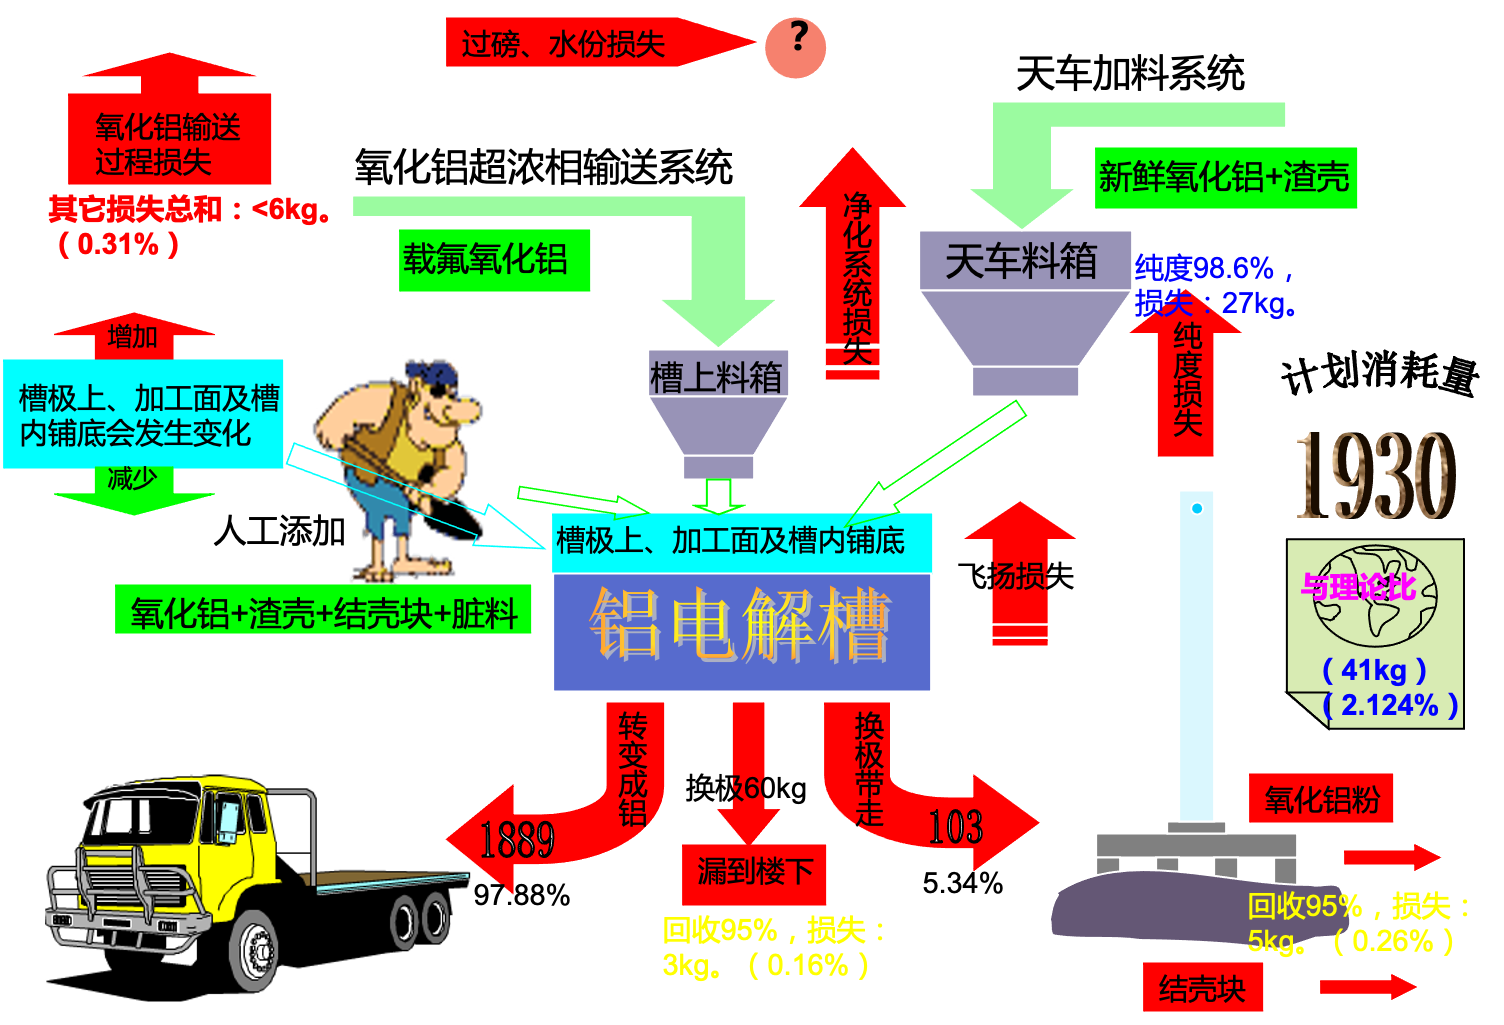 过磅、水份损失
?
天车加料系统
氧化铝输送
过程损失
氧化铝超浓相输送系统
新鲜氧化铝+渣壳
其它损失总和：<6kg。
（0.31%）
载氟氧化铝
净化系统损失
天车料箱
纯度98.6%，
损失：27kg。
增加
纯度损失
槽极上、加工面及槽
内铺底会发生变化
减少
槽上料箱
计划消耗量
1930
人工添加
槽极上、加工面及槽内铺底
飞扬损失
与理论比
氧化铝+渣壳+结壳块+脏料
铝电解槽
（41kg）
（2.124%）
转变成铝
换极60kg
换极带走
1889
103
97.88%
漏到楼下
5.34%
氧化铝粉
回收95%，损失：
3kg。（0.16%）
回收95%，损失：
5kg。（0.26%）
结壳块